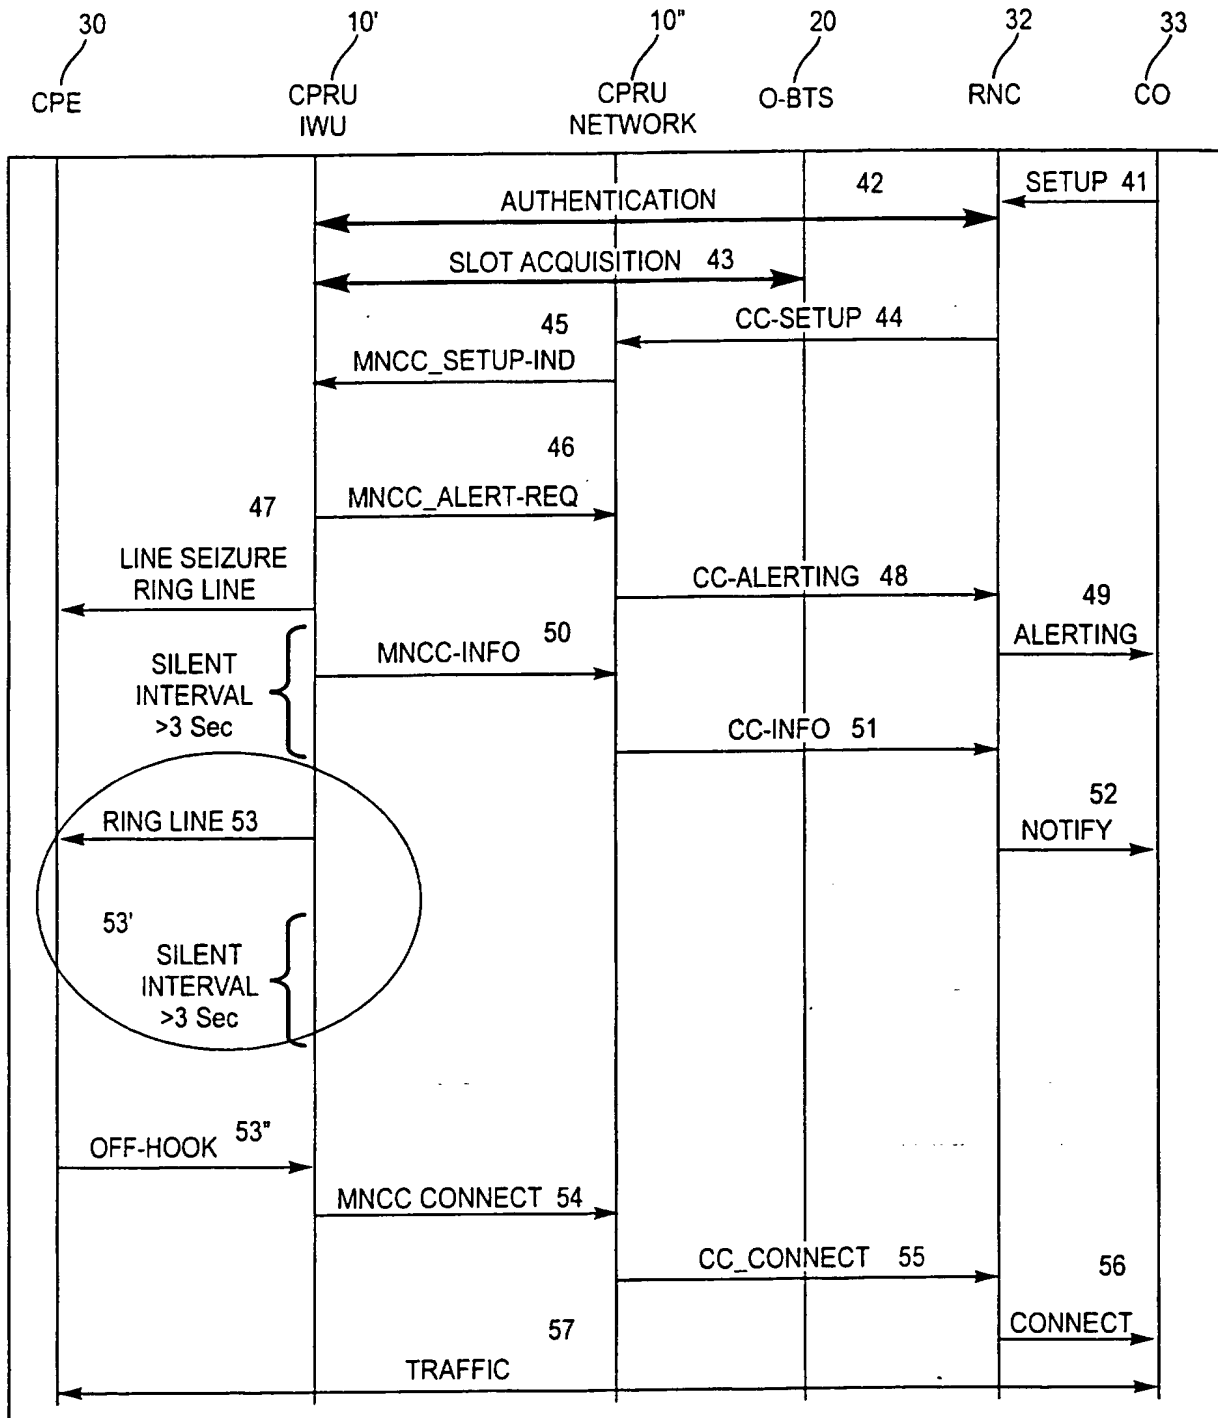 30
10'
10"
20
32
33
CPE
CPRU
IWU
CPRU
NETWORK
O-BTS
RNC
CO
SETUP 41
AUTHENTICATION 42
SLOT ACQUISITION 43
CC-SETUP 44
45
MNCC_SETUP-IND
46
MNCC_ALERT-REQ
47
LINE SEIZURE
RING LINE
CC-ALERTING 48
49
ALERTING
50
MNCC-INFO
SILENT
INTERVAL
>3 Sec
CC-INFO 51
52
NOTIFY
RING LINE 53
53'
SILENT
INTERVAL
>3 Sec
53"
OFF-HOOK
MNCC CONNECT 54
CC_CONNECT 55
56
CONNECT
57
TRAFFIC